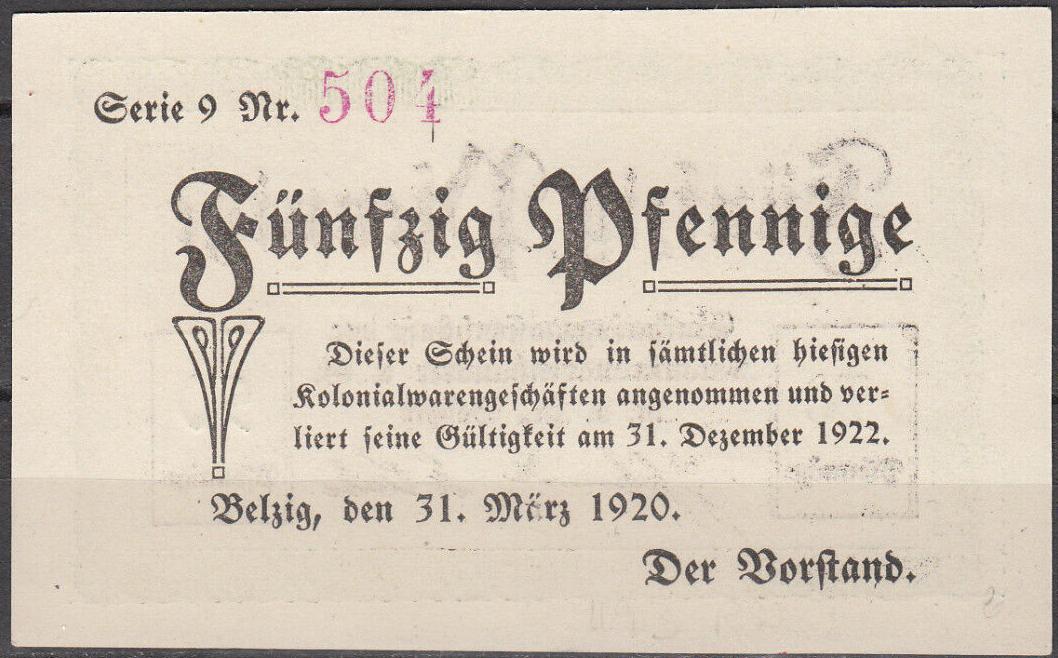 Serie 9 Nr. 504
Fünfzig Pfennige
Dieser Schein wird in sämtlichen hiesigen
Kolonialwarengeschäften angenommen und ver-
liert seine Gültigkeit am 31. Dezember 1922.
Belzig, den 31. März 1920.
Der Vorstand.